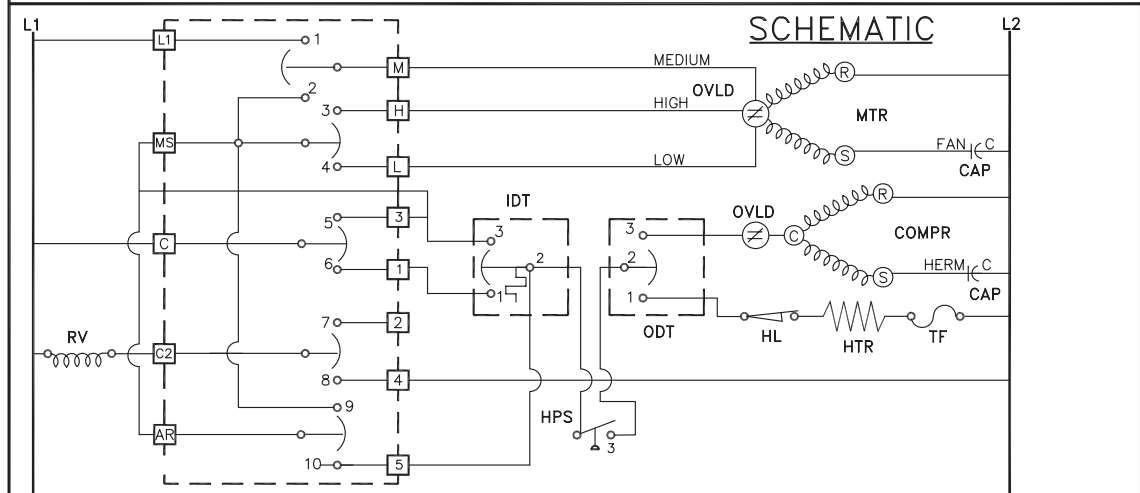 SCHEMATIC
L1
L2
L1
1
M
MEDIUM
R
2
OVLD
3
H
HIGH
MTR
MS
FAN
C
CAP
4
L
LOW
S
IDT
5
3
OVLD
R
3
3
C
C
COMPR
2
2
6
1
HERM
C
CAP
S
1
1
ODT
7
2
RV
HL
HTR
TF
C2
8
4
9
HPS
AR
3
10
5